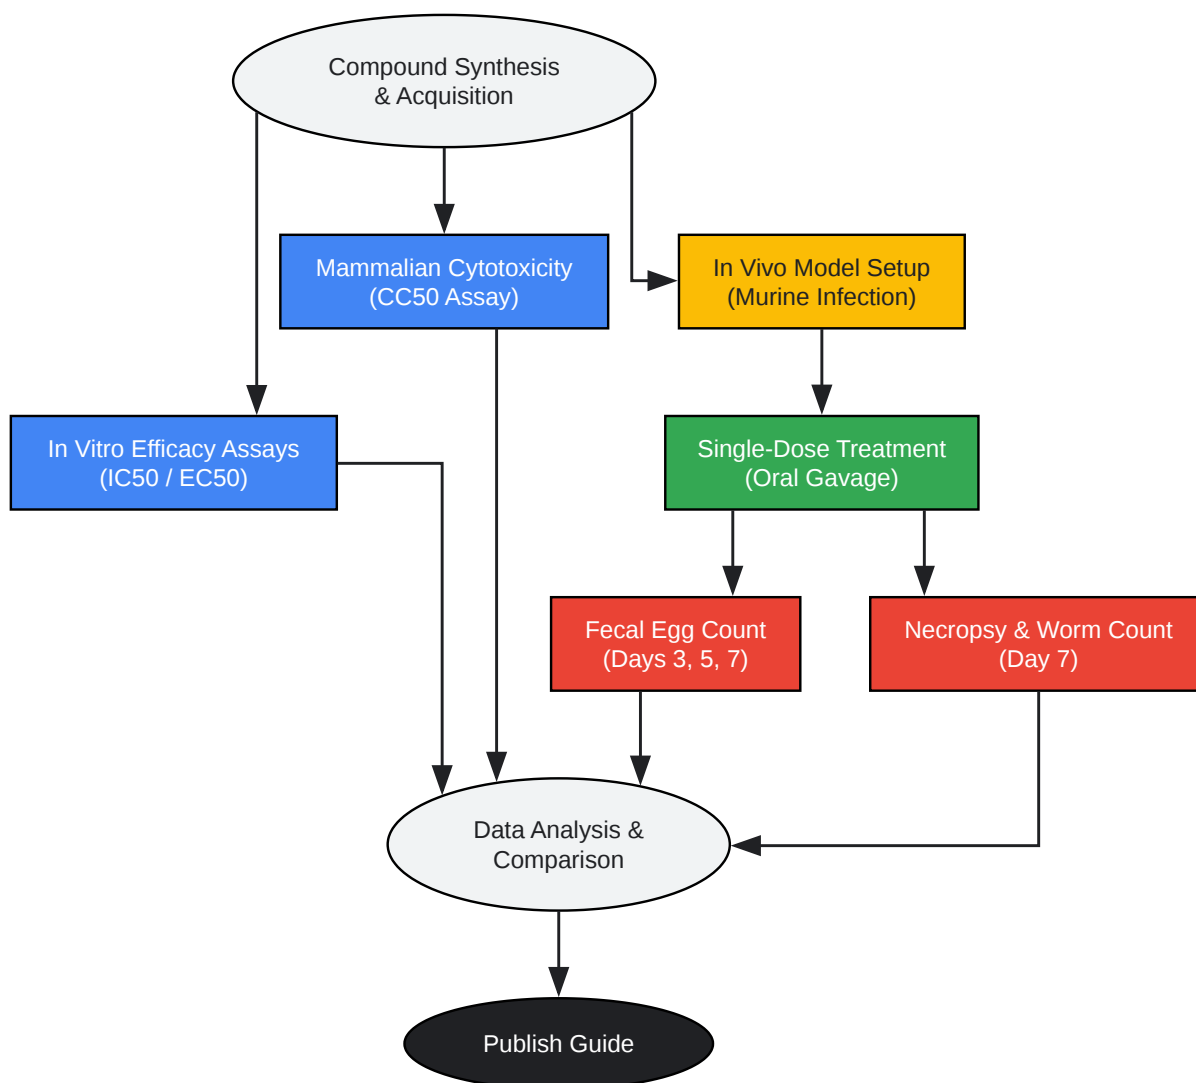 Compound Synthesis
& Acquisition
Mammalian Cytotoxicity
(CC50 Assay)
In Vivo Model Setup
(Murine Infection)
In Vitro Efficacy Assays
(IC50 / EC50)
Single-Dose Treatment
(Oral Gavage)
Fecal Egg Count
(Days 3, 5, 7)
Necropsy & Worm Count
(Day 7)
Data Analysis &
Comparison
Publish Guide